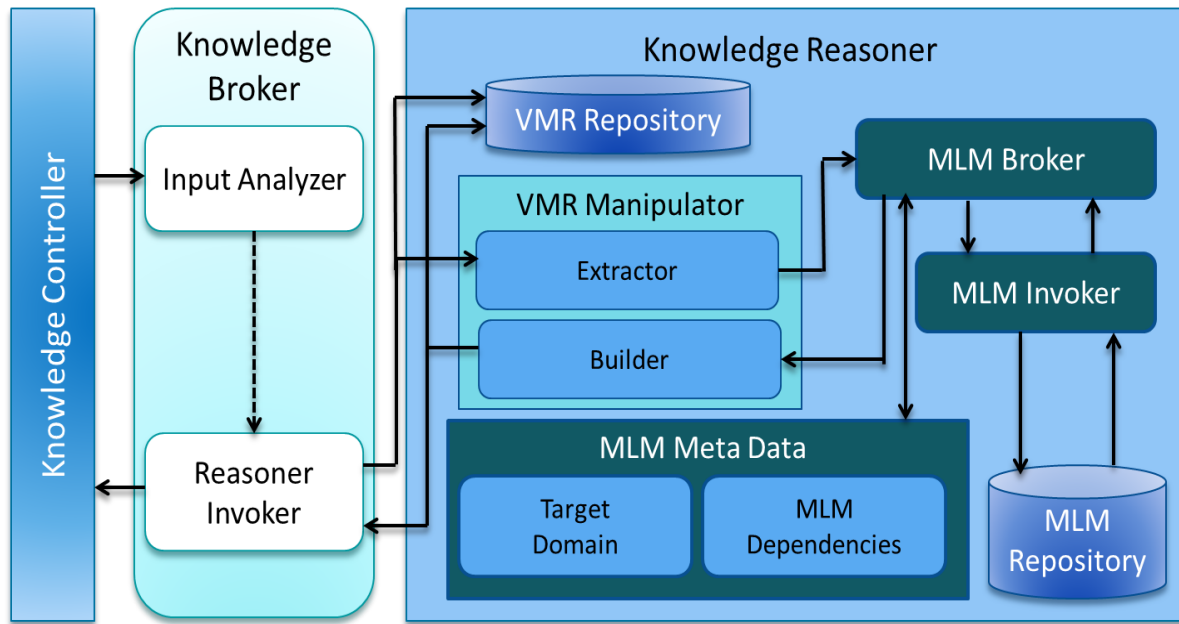 Knowledge Controller
Knowledge
Broker
Input Analyzer
Reasoner
Invoker
Knowledge Reasoner
VMR Repository
VMR Manipulator
Extractor
Builder
MLM Broker
MLM Invoker
MLM Meta Data
Target
Domain
MLM
Dependencies
MLM
Repository